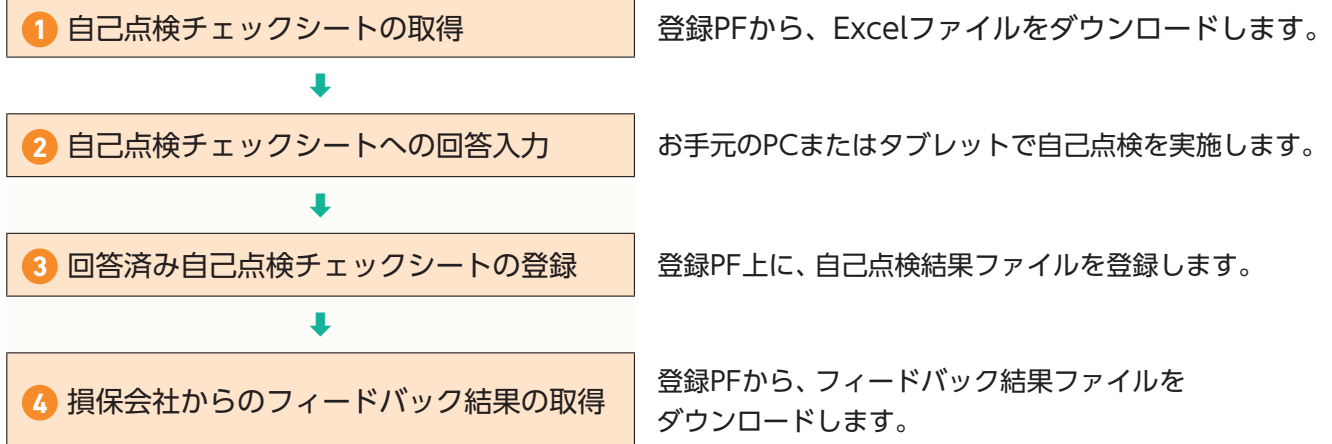 1 自己点検チェックシートの取得
登録PFから、Excelファイルをダウンロードします。
2 自己点検チェックシートへの回答入力
お手元のPCまたはタブレットで自己点検を実施します。
3 回答済み自己点検チェックシートの登録
登録PF上に、自己点検結果ファイルを登録します。
4 損保会社からのフィードバック結果の取得
登録PFから、フィードバック結果ファイルを
ダウンロードします。